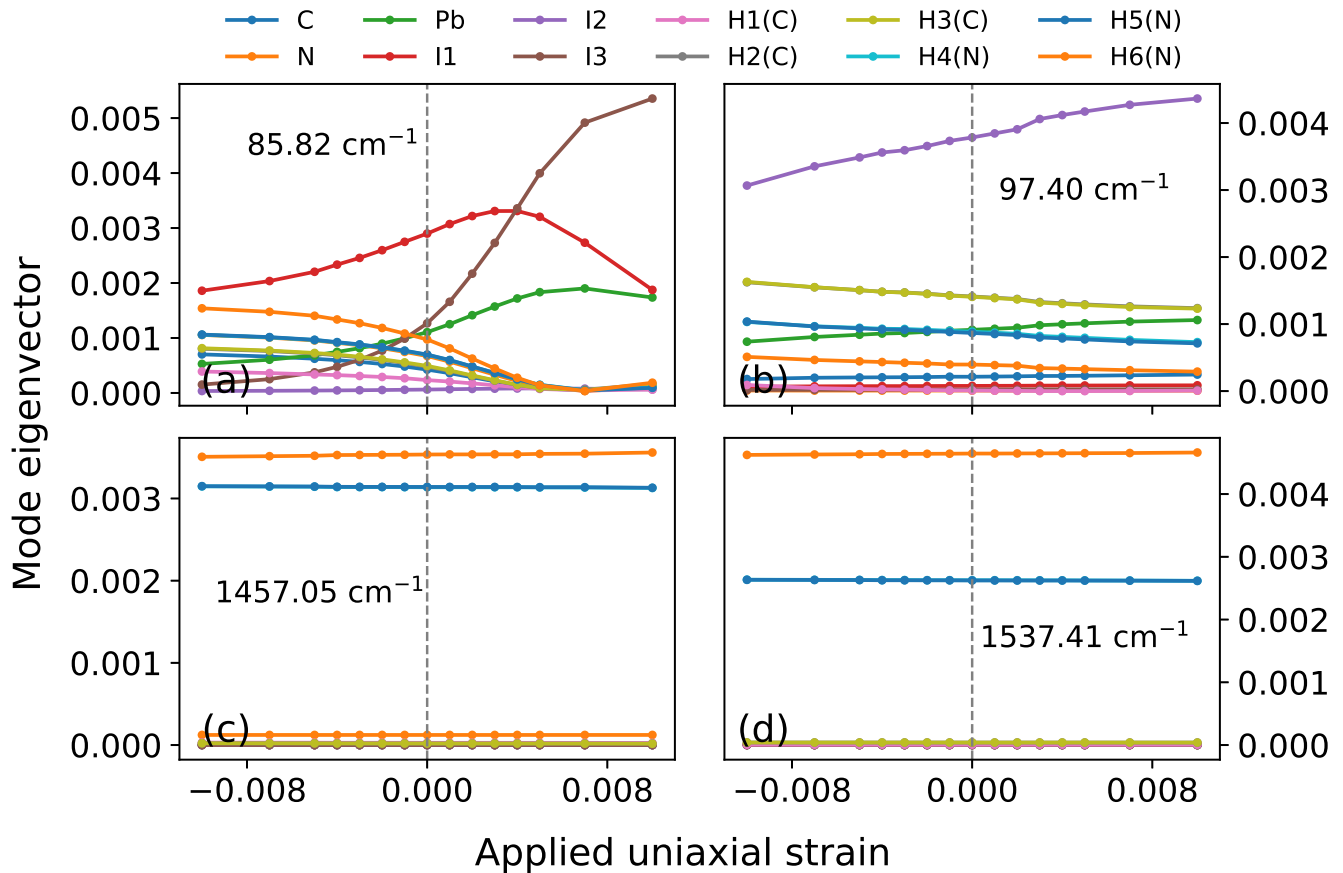 C Pb I2 H1(C) H3(C) H5(N)
N I1 I3 H2(C) H4(N) H6(N)
0.005
0.004
0.003
0.002
0.001
0.000
85.82 cm⁻¹
(a)
97.40 cm⁻¹
(b)
0.004
0.003
0.002
0.001
0.000
Mode eigenvector
0.003
0.002
0.001
0.000
1457.05 cm⁻¹
(c)
1537.41 cm⁻¹
(d)
0.004
0.003
0.002
0.001
0.000
−0.008 0.000 0.008 −0.008 0.000 0.008
Applied uniaxial strain